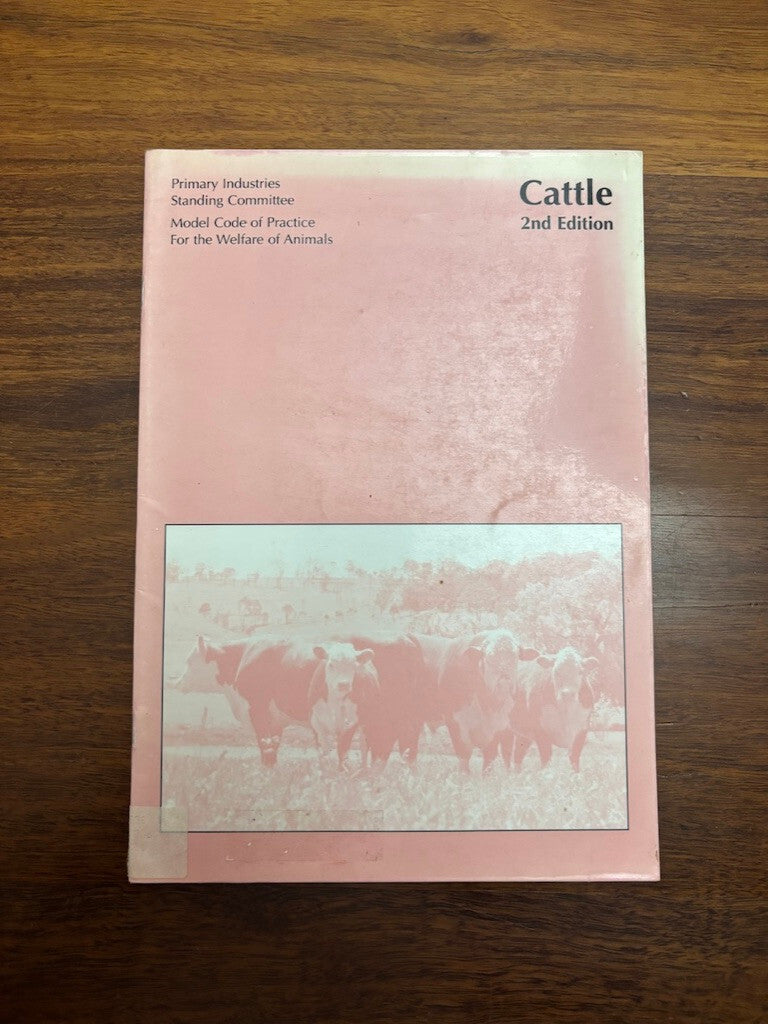 Primary Industries
Standing Committee
Model Code of Practice
For the Welfare of Animals
Cattle
2nd Edition